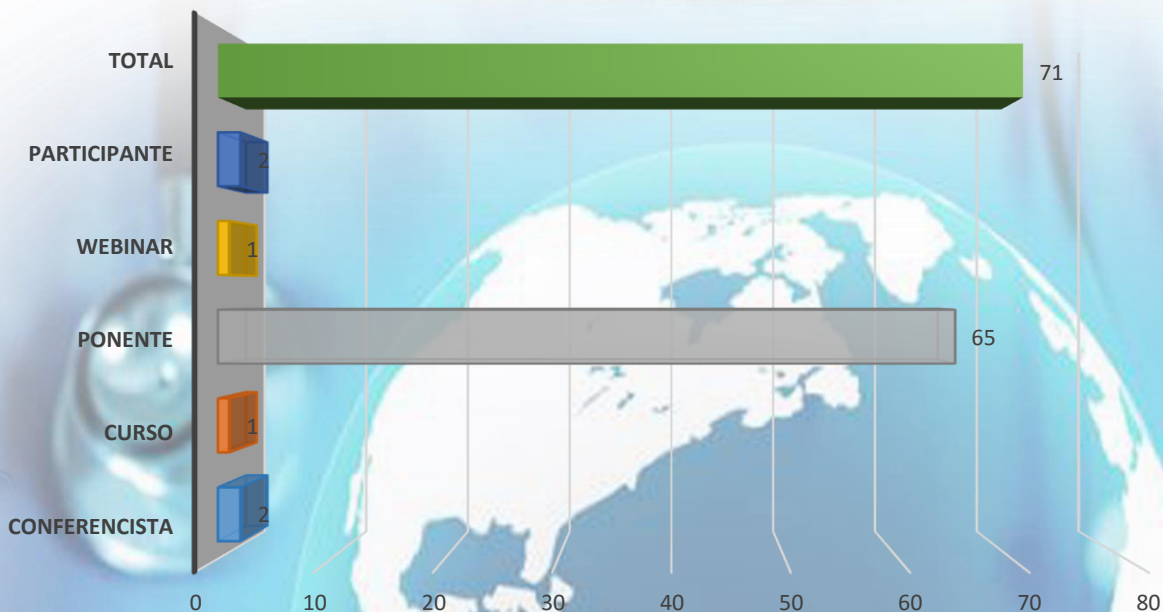 TOTAL 71
PARTICIPANTE 2
WEBINAR 1
PONENTE 65
CURSO 1
CONFERENCISTA 2
0 10 20 30 40 50 60 70 80